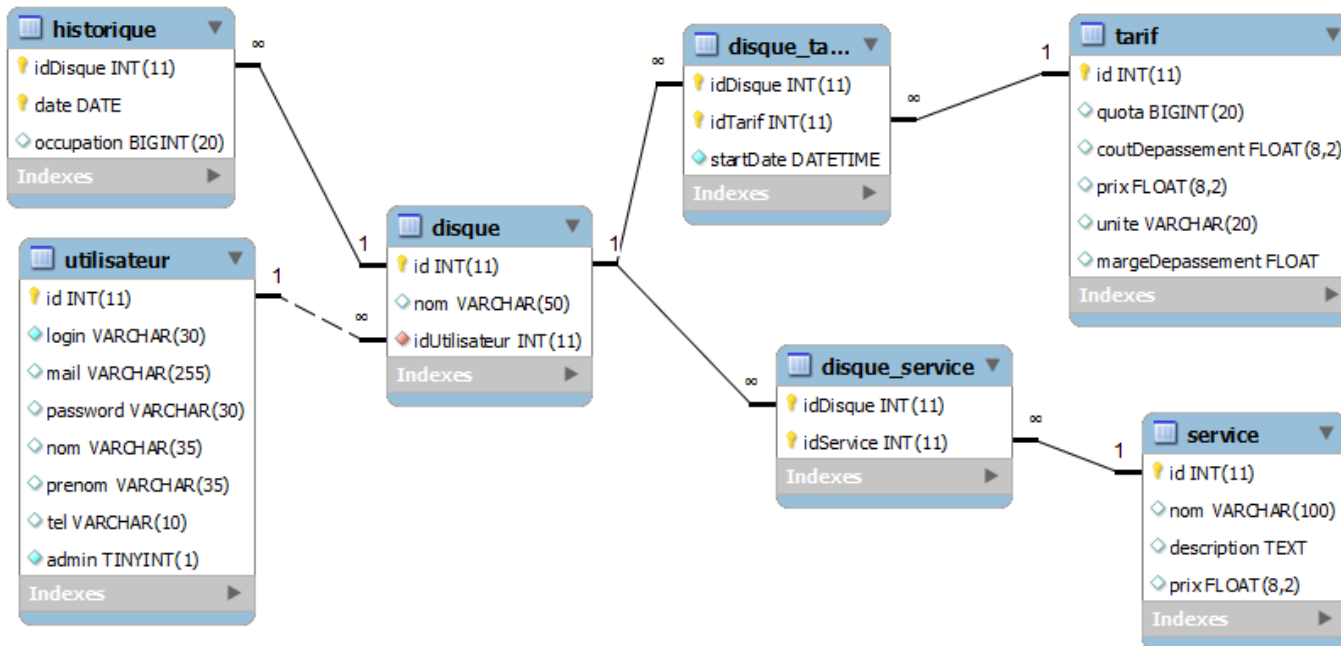 historique
idDisque INT(11)
date DATE
occupation BIGINT(20)
Indexes
∞
utilisateur
id INT(11)
login VARCHAR(30)
mail VARCHAR(255)
password VARCHAR(30)
nom VARCHAR(35)
prenom VARCHAR(35)
tel VARCHAR(10)
admin TINYINT(1)
Indexes
1
∞
1
disque
id INT(11)
nom VARCHAR(50)
idUtilisateur INT(11)
Indexes
1
∞
disque_ta...
idDisque INT(11)
idTarif INT(11)
startDate DATETIME
Indexes
∞
1
tarif
id INT(11)
quota BIGINT(20)
coutDepassement FLOAT(8,2)
prix FLOAT(8,2)
unite VARCHAR(20)
margeDepassement FLOAT
Indexes
∞
disque_service
idDisque INT(11)
idService INT(11)
Indexes
∞
1
service
id INT(11)
nom VARCHAR(100)
description TEXT
prix FLOAT(8,2)
Indexes